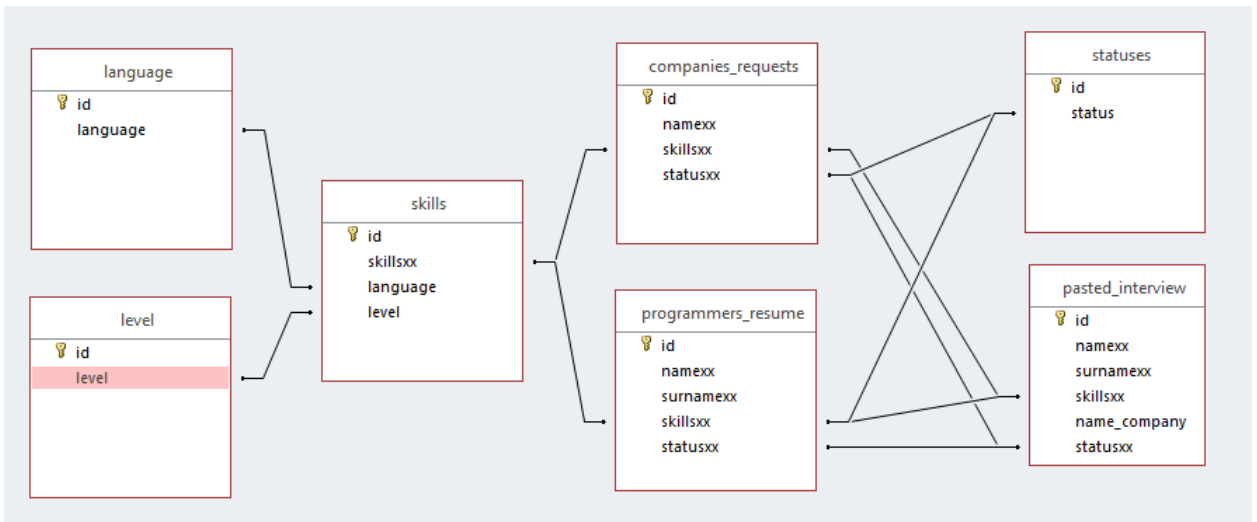 language
id
language
level
id
level
skills
id
skillsxx
language
level
companies_requests
id
namexx
skillsxx
statusxx
programmers_resume
id
namexx
surnamexx
skillsxx
statusxx
statuses
id
status
pasted_interview
id
namexx
surnamexx
skillsxx
name_company
statusxx